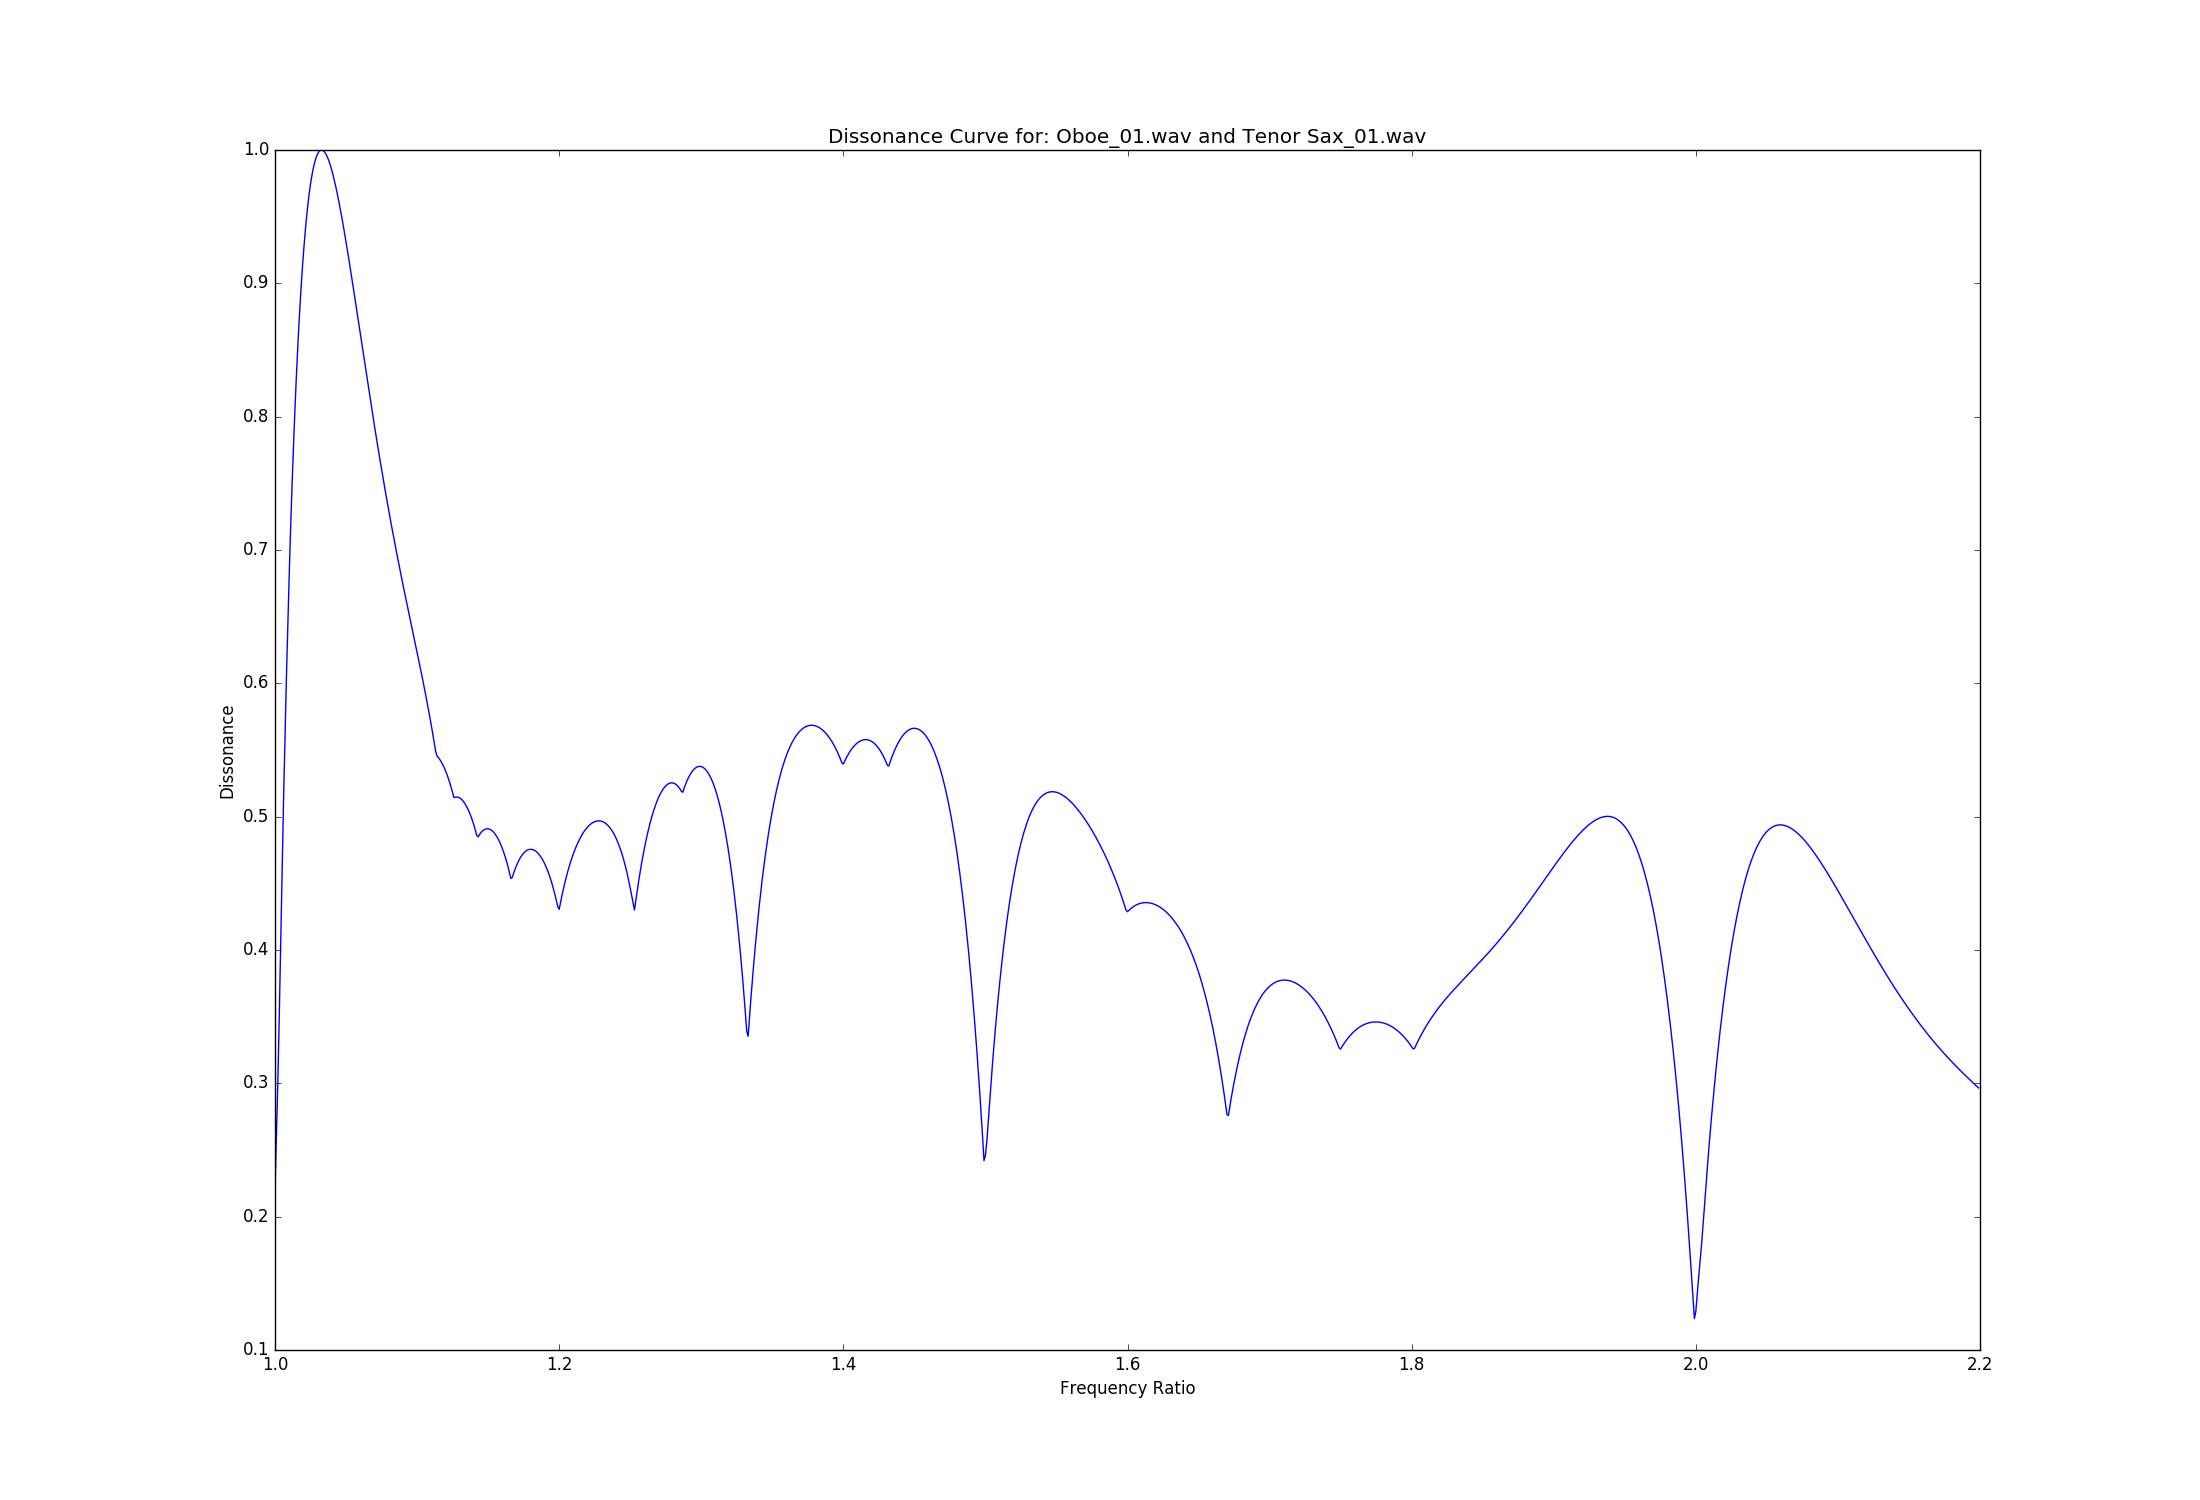 Dissonance Curve for: Oboe_01.wav and Tenor Sax_01.wav
1.0
0.9
0.8
0.7
0.6
0.5
0.4
0.3
0.2
0.1
Dissonance
1.0 1.2 1.4 1.6 1.8 2.0 2.2
Frequency Ratio